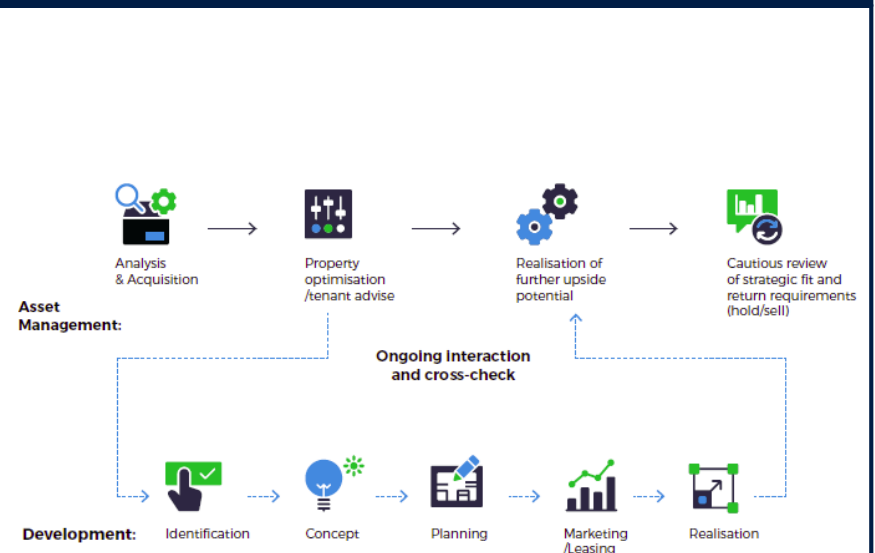 Analysis
& Acquisition
Property
optimisation
/tenant advise
Realisation of
further upside
potential
Cautious review
of strategic fit and
return requirements
(hold/sell)
Asset
Management:
Ongoing interaction
and cross-check
Development:
Identification
Concept
Planning
Marketing
/Leasing
Realisation